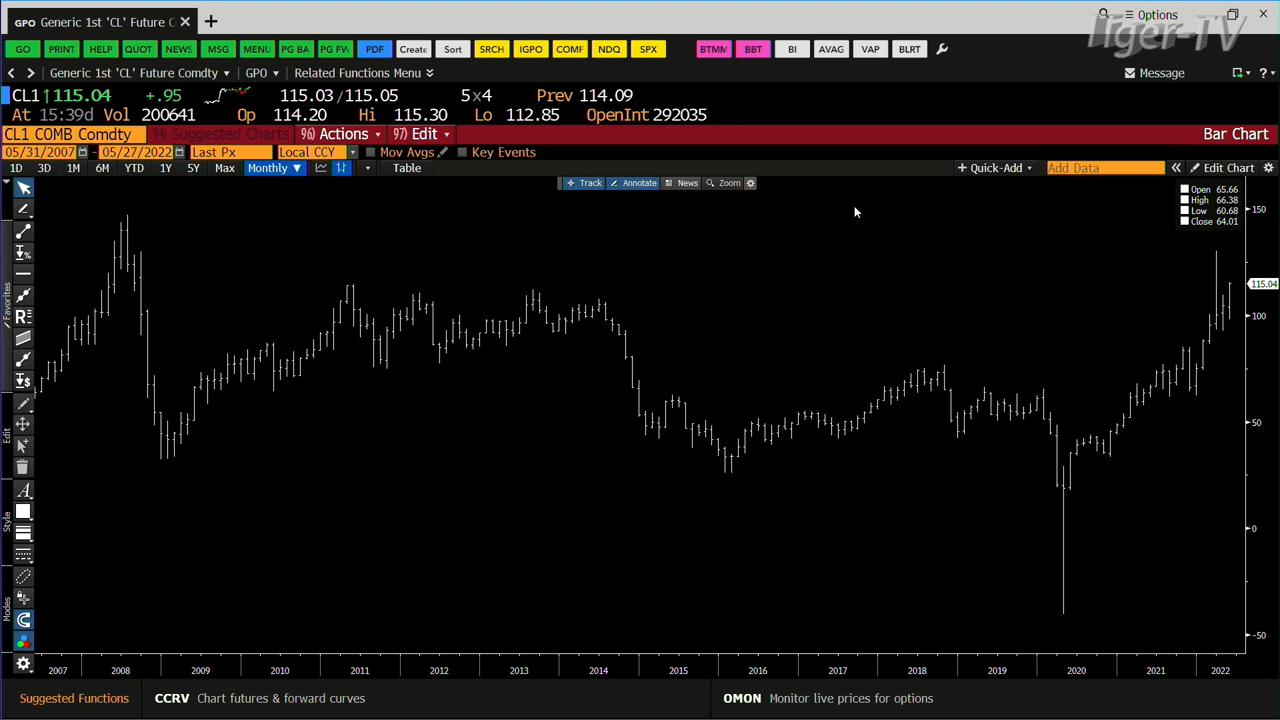 GPO Generic 1st 'CL' Future C
Options
Tiger-TV
GO PRINT HELP QUOT NEWS MSG MENU PG BA PG FW PDF Create Sort SRCH IGPO COMF NDQ SPX BTMM BBT BI AVAG VAP BLRT
Generic 1st 'CL' Future Comdty GPO Related Functions Menu Message ?
CL1 ↑115.04 +.95 115.03/115.05 5x4 Prev 114.09
At 15:39d Vol 200641 Op 114.20 Hi 115.30 Lo 112.85 OpenInt 292035
CL1 COMB Comdty 94) Suggested Charts 96) Actions 97) Edit Bar Chart
05/31/2007 - 05/27/2022 Last Px Local CCY Mov Avgs Key Events
1D 3D 1M 6M YTD 1Y 5Y Max Monthly ▼ Table + Quick-Add Add Data « Edit Chart
Track Annotate News Zoom
Open 65.66
High 66.38
Low 60.68
Close 64.01
150
115.04
100
50
0
-50
Favorites
Edit
Style
Modes
2007 2008 2009 2010 2011 2012 2013 2014 2015 2016 2017 2018 2019 2020 2021 2022
Suggested Functions CCRV Chart futures & forward curves OMON Monitor live prices for options